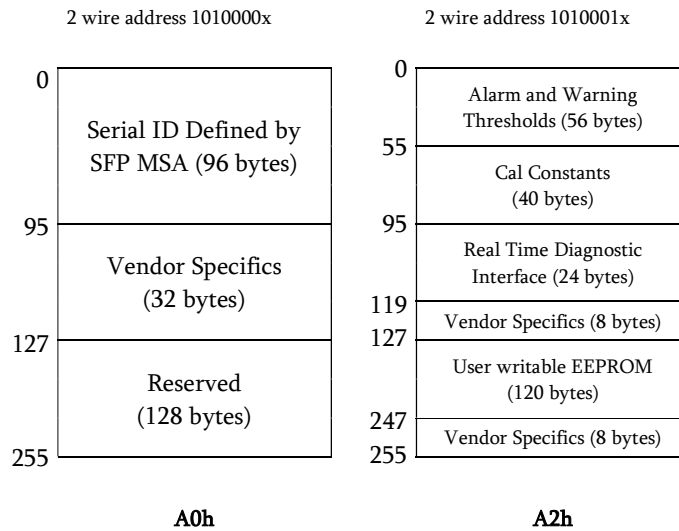 2 wire address 1010000x
0
Serial ID Defined by
SFP MSA (96 bytes)
95
Vendor Specifics
(32 bytes)
127
Reserved
(128 bytes)
255
A0h
2 wire address 1010001x
0
Alarm and Warning
Thresholds (56 bytes)
55
Cal Constants
(40 bytes)
95
Real Time Diagnostic
Interface (24 bytes)
119
Vendor Specifics (8 bytes)
127
User writable EEPROM
(120 bytes)
247
Vendor Specifics (8 bytes)
255
A2h